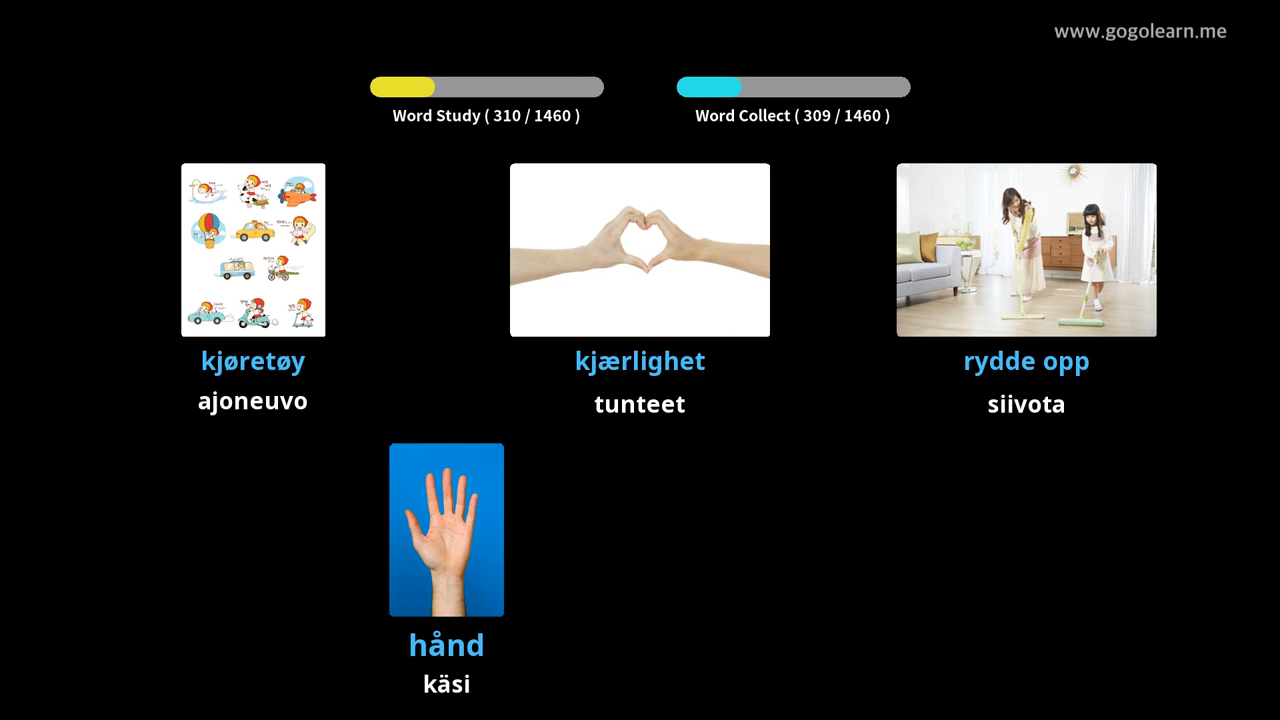 www.gogolearn.me
Word Study ( 310 / 1460 )
Word Collect ( 309 / 1460 )
kjøretøy
ajoneuvo
kjærlighet
tunteet
rydde opp
siivota
hånd
käsi